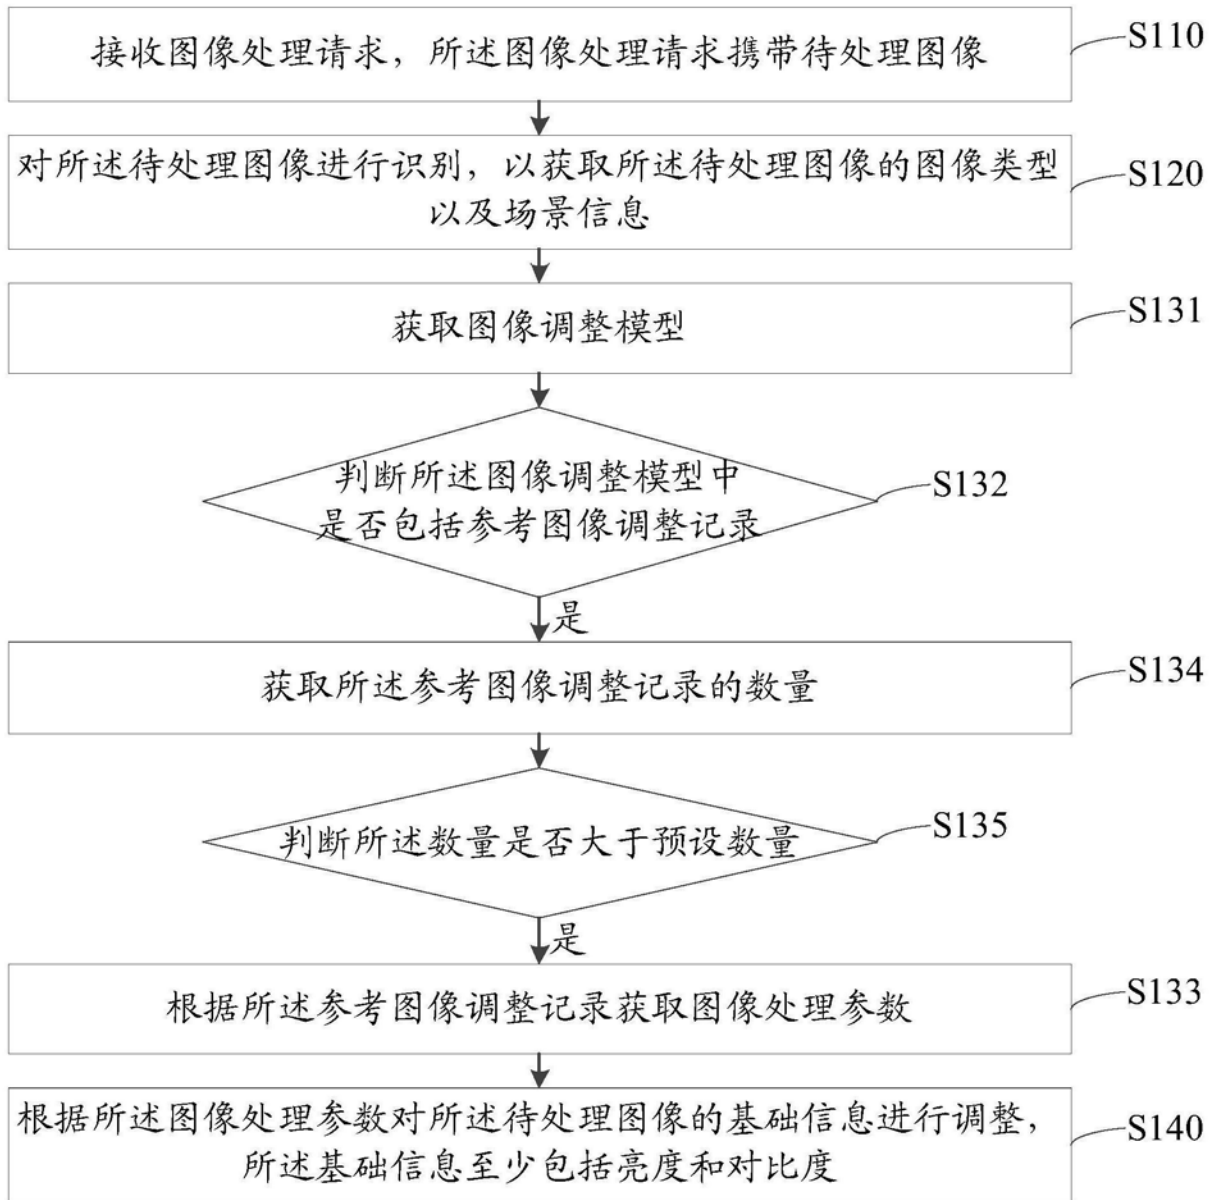 接收图像处理请求，所述图像处理请求携带待处理图像
S110
对所述待处理图像进行识别，以获取所述待处理图像的图像类型
以及场景信息
S120
获取图像调整模型
S131
判断所述图像调整模型中
是否包括参考图像调整记录
S132
是
获取所述参考图像调整记录的数量
S134
判断所述数量是否大于预设数量
S135
是
根据所述参考图像调整记录获取图像处理参数
S133
根据所述图像处理参数对所述待处理图像的基础信息进行调整，
所述基础信息至少包括亮度和对比度
S140